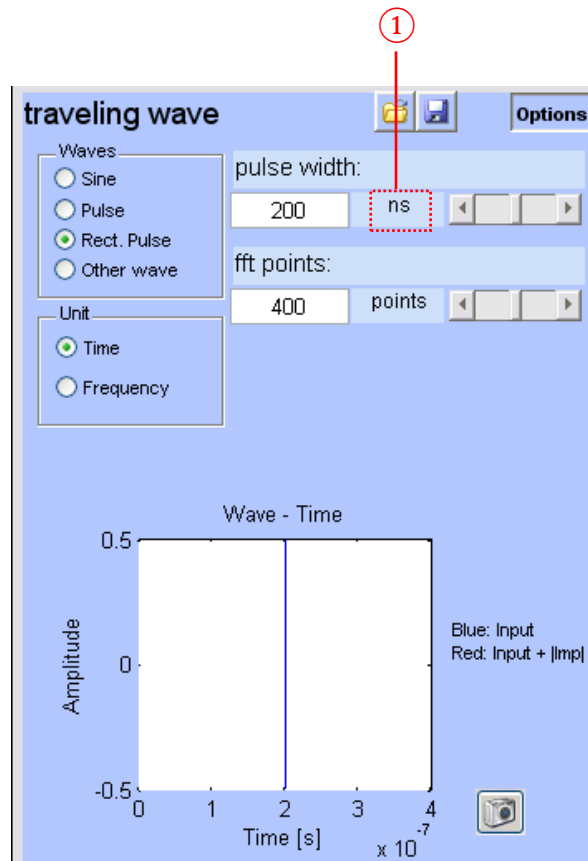 ①
traveling wave
Options
Waves
Sine
Pulse
Rect. Pulse
Other wave
pulse width:
200 ns
fft points:
400 points
Unit
Time
Frequency
Wave - Time
0.5
0
-0.5
Amplitude
0 1 2 3 4
Time [s]
x 10^-7
Blue: Input
Red: Input + |Imp|